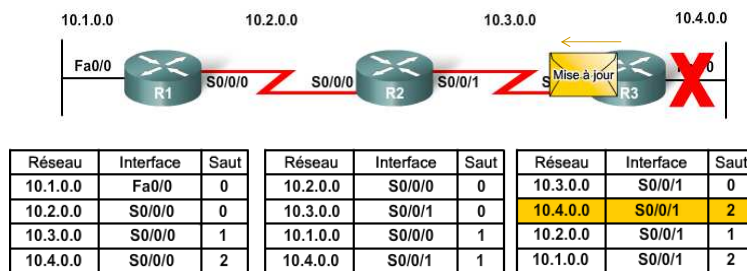 10.1.0.0 10.2.0.0 10.3.0.0 10.4.0.0
Fa0/0 R1 S0/0/0 S0/0/0 R2 S0/0/1 Mise à jour R3
Réseau Interface Saut
10.1.0.0 Fa0/0 0
10.2.0.0 S0/0/0 0
10.3.0.0 S0/0/0 1
10.4.0.0 S0/0/0 2
Réseau Interface Saut
10.2.0.0 S0/0/0 0
10.3.0.0 S0/0/1 0
10.1.0.0 S0/0/0 1
10.4.0.0 S0/0/1 1
Réseau Interface Saut
10.3.0.0 S0/0/1 0
10.4.0.0 S0/0/1 2
10.2.0.0 S0/0/1 1
10.1.0.0 S0/0/1 2